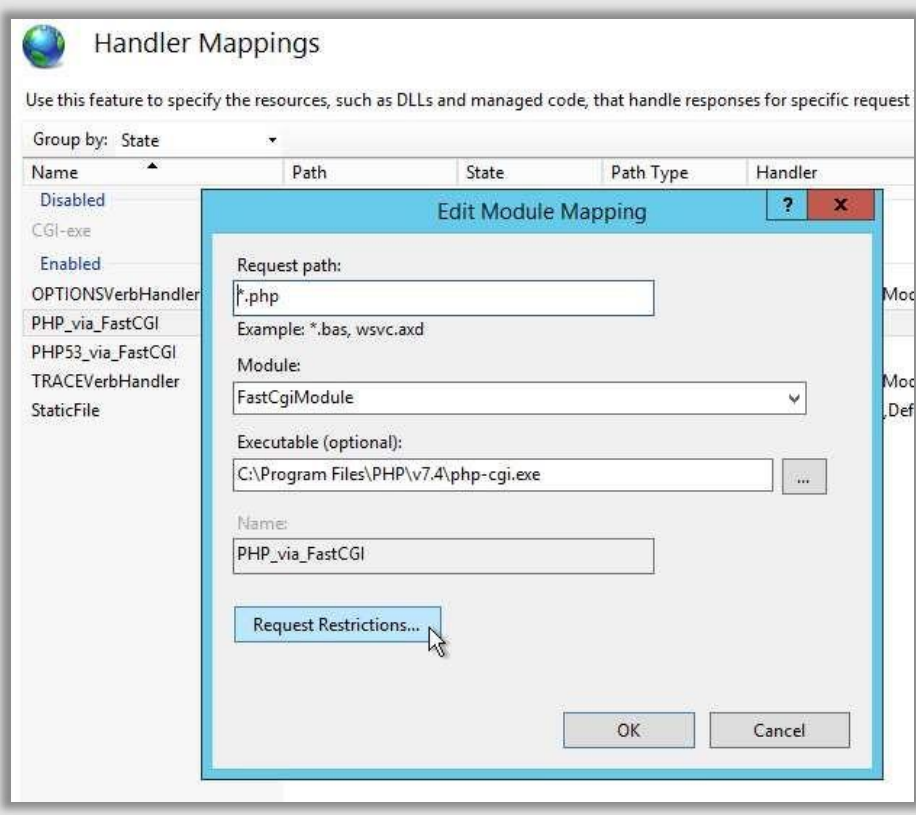 Handler Mappings
Use this feature to specify the resources, such as DLLs and managed code, that handle responses for specific request
Group by: State
Name Path State Path Type Handler
Disabled
CGI-exe
Enabled
OPTIONSVerbHandler
PHP_via_FastCGI
PHP53_via_FastCGI
TRACEVerbHandler
StaticFile
Edit Module Mapping
? x
Request path:
*.php
Example: *.bas, wsvc.axd
Module:
FastCgiModule
Executable (optional):
C:\Program Files\PHP\v7.4\php-cgi.exe
...
Name:
PHP_via_FastCGI
Request Restrictions...
OK Cancel
Mod
Mod
,Def